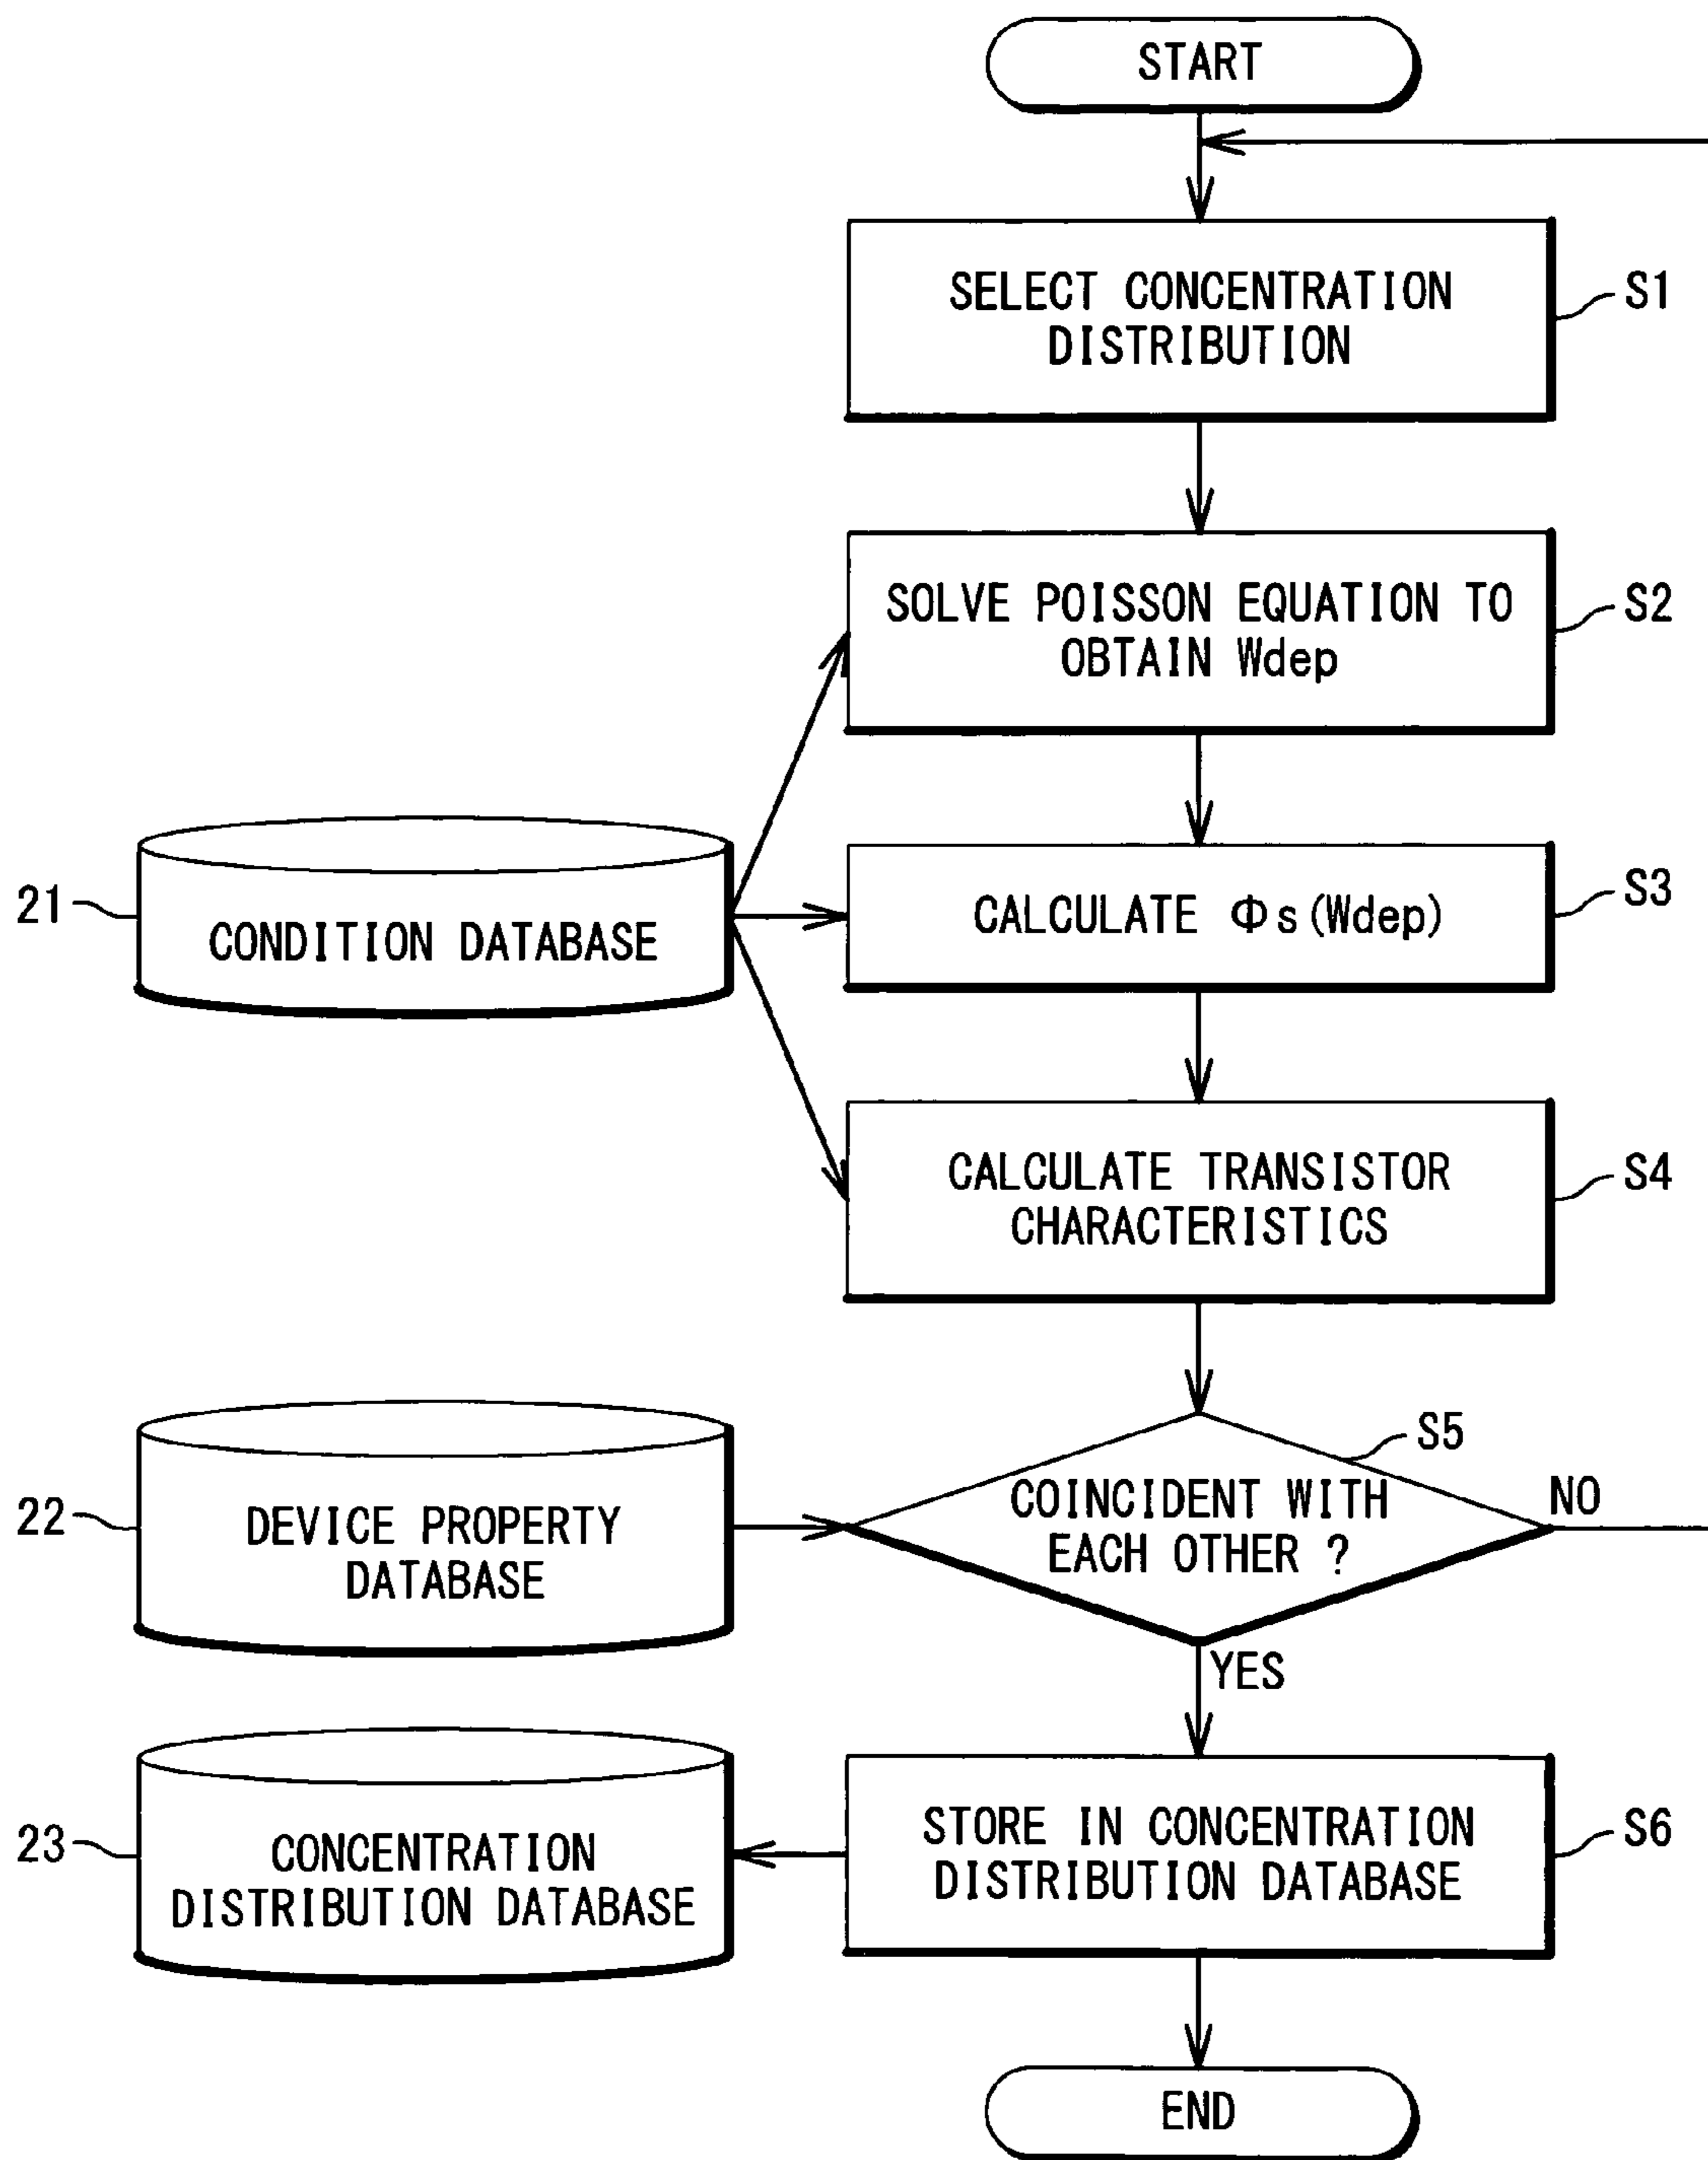 START
SELECT CONCENTRATION
DISTRIBUTION
S1
SOLVE POISSON EQUATION TO
OBTAIN Wdep
S2
21
CONDITION DATABASE
CALCULATE Φs(Wdep)
S3
CALCULATE TRANSISTOR
CHARACTERISTICS
S4
22
DEVICE PROPERTY
DATABASE
COINCIDENT WITH
EACH OTHER ?
S5
NO
YES
23
CONCENTRATION
DISTRIBUTION DATABASE
STORE IN CONCENTRATION
DISTRIBUTION DATABASE
S6
END